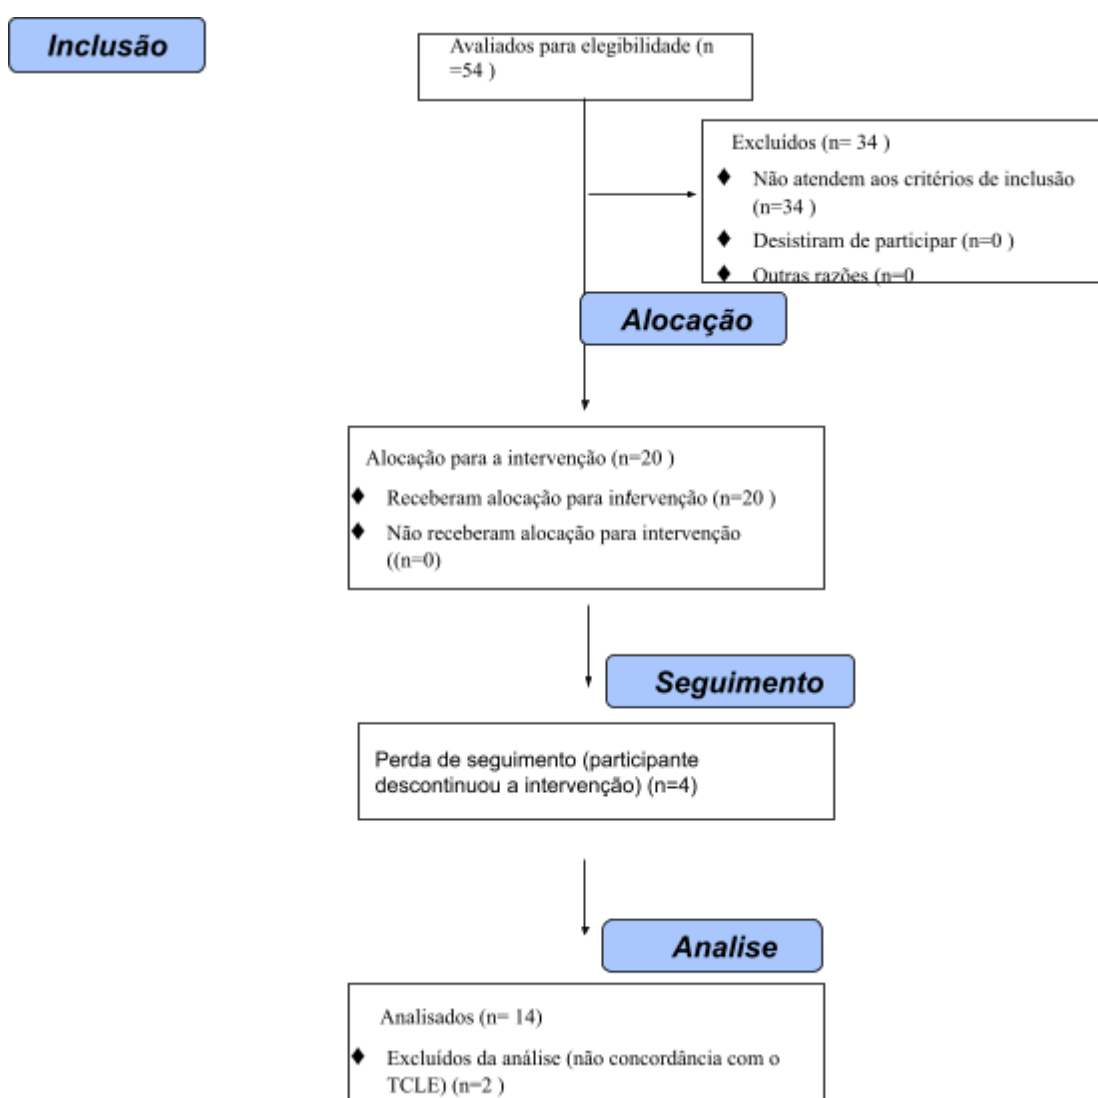 Inclusão
Avaliados para elegibilidade (n
=54 )
Excluídos (n= 34 )
Não atendem aos critérios de inclusão
(n=34 )
Desistiram de participar (n=0 )
Outras razões (n=0
Alocação
Alocação para a intervenção (n=20 )
Receberam alocação para intervenção (n=20 )
Não receberam alocação para intervenção
((n=0)
Seguimento
Perda de seguimento (participante
descontinuou a intervenção) (n=4)
Analise
Analisados (n= 14)
Excluídos da análise (não concordância com o
TCLE) (n=2 )